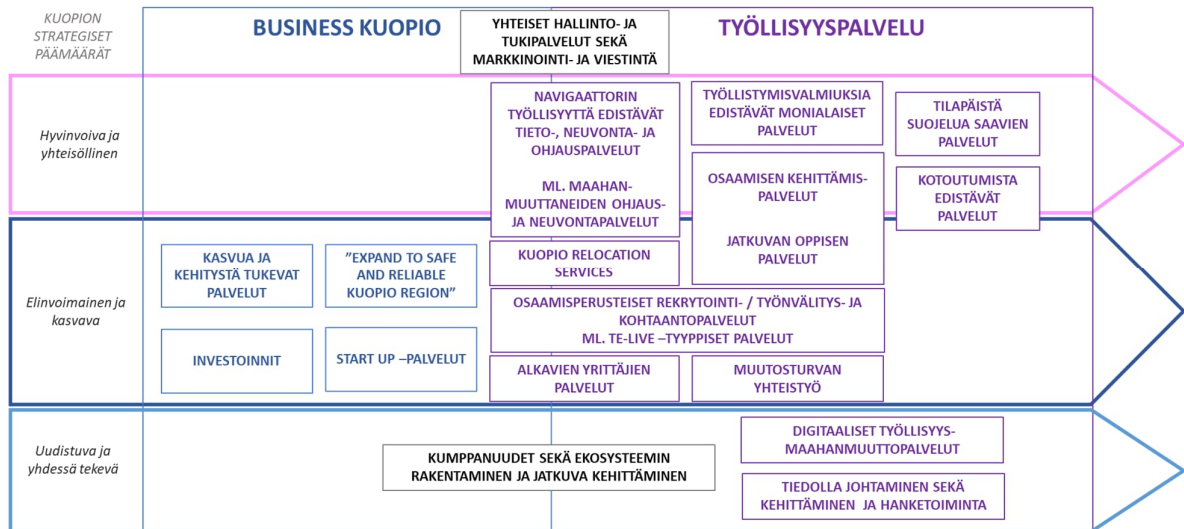 KUOPION
STRATEGISET
PÄÄMÄÄRÄT
BUSINESS KUOPIO
YHTEISET HALLINTO- JA
TUKIPALVELUT SEKÄ
MARKKINOINTI- JA VIESTINTÄ
TYÖLLISYYSPALVELU
Hyvinvoiva ja
yhteisöllinen
NAVIGAATTORIN
TYÖLLISYYTTÄ EDISTÄVÄT
TIETO-, NEUVONTA- JA
OHJAUSPALVELUT
ML. MAAHAN-
MUUTTANEIDEN OHJAUS-
JA NEUVONTAPALVELUT
TYÖLLISTYMISVALMIUKSIA
EDISTÄVÄT MONIALAISET
PALVELUT
TILAPÄISTÄ
SUOJELUA SAAVIEN
PALVELUT
OSAAMISEN KEHITTÄMIS-
PALVELUT
JATKUVAN OPPISEN
PALVELUT
KOTOUTUMISTA
EDISTÄVÄT
PALVELUT
Elinvoimainen ja
kasvava
KASVUA JA
KEHITYSTÄ TUKEVAT
PALVELUT
”EXPAND TO SAFE
AND RELIABLE
KUOPIO REGION”
KUOPIO RELOCATION
SERVICES
OSAAMISPERUSTEISET REKRYTOINTI- / TYÖNVÄLITYS- JA
KOHTAANTOPALVELUT
ML. TE-LIVE –TYYPPISET PALVELUT
INVESTOINNIT
START UP –PALVELUT
ALKAVIEN YRITTÄJIEN
PALVELUT
MUUTOSTURVAN
YHTEISTYÖ
Uudistuva ja
yhdessä tekevä
KUMPPANUUDET SEKÄ EKOSYSTEEMIN
RAKENTAMINEN JA JATKUVA KEHITTÄMINEN
DIGITAALISET TYÖLLISYYS-
MAAHANMUUTTOPALVELUT
TIEDOLLA JOHTAMINEN SEKÄ
KEHITTÄMINEN JA HANKETOIMINTA